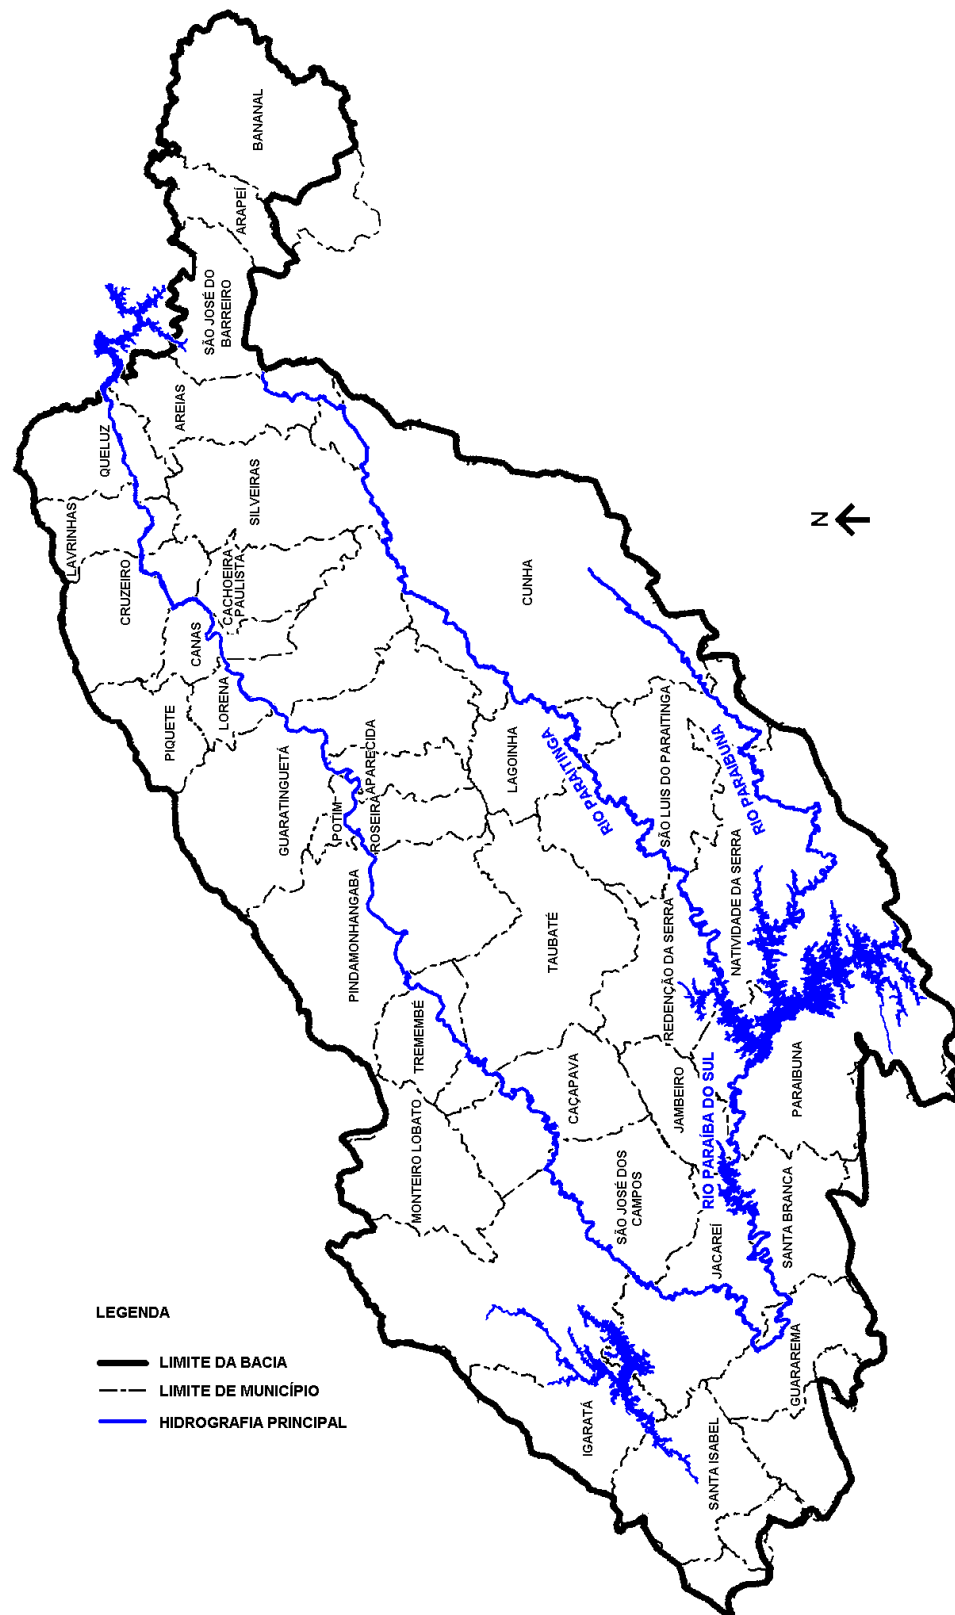 BANANAL
ARAPEÍ
SÃO JOSÉ DO
BARREIRO
AREIAS
QUELUZ
LAVRINHAS
SILVEIRAS
CRUZEIRO
CACHOEIRA
PAULISTA
CANAS
LORENA
PIQUETE
CUNHA
GUARATINGUETÁ
POTIM
APARECIDA
ROSEIRA
LAGOINHA
RIO PARAITINGA
SÃO LUIS DO PARAITINGA
RIO PARAIBUNA
PINDAMONHANGABA
TAUBATÉ
REDENÇÃO DA SERRA
NATIVIDADE DA SERRA
TREMEMBÉ
CAÇAPAVA
JAMBEIRO
RIO PARAÍBA DO SUL
PARAIBUNA
MONTEIRO LOBATO
SÃO JOSÉ DOS
CAMPOS
JACAREÍ
SANTA BRANCA
GUARAREMA
IGARATÁ
SANTA ISABEL
N
LEGENDA
LIMITE DA BACIA
LIMITE DE MUNICÍPIO
HIDROGRAFIA PRINCIPAL